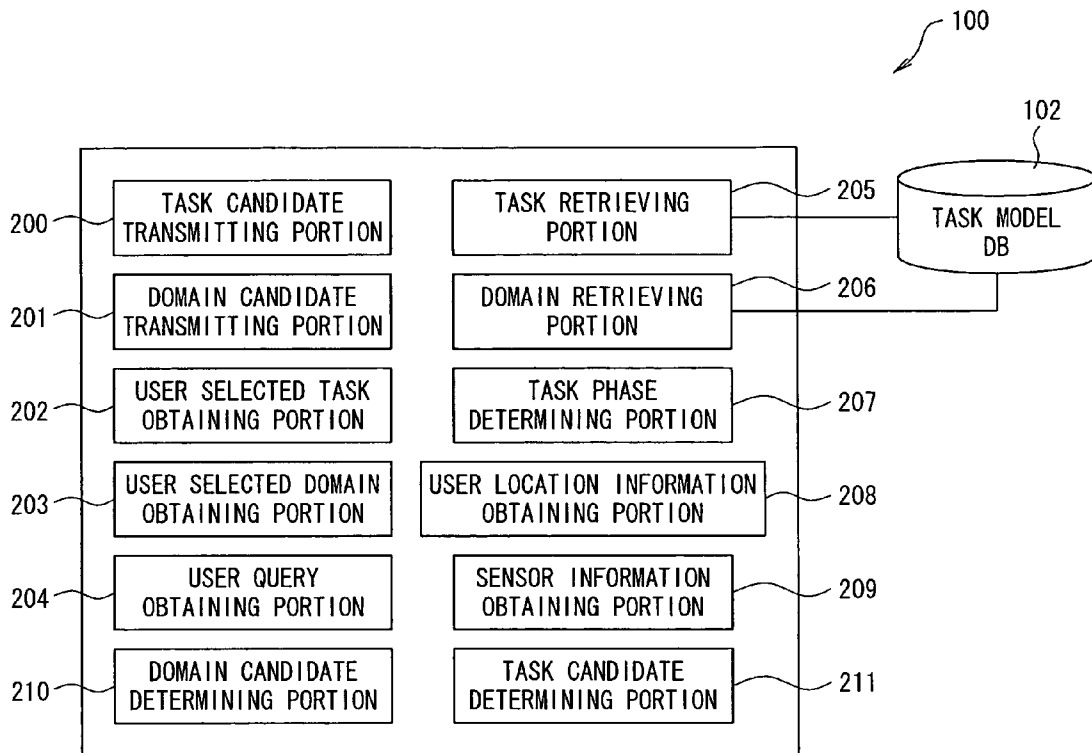 100
102
TASK MODEL
DB
200
TASK CANDIDATE
TRANSMITTING PORTION
TASK RETRIEVING
PORTION
205
201
DOMAIN CANDIDATE
TRANSMITTING PORTION
DOMAIN RETRIEVING
PORTION
206
202
USER SELECTED TASK
OBTAINING PORTION
TASK PHASE
DETERMINING PORTION
207
203
USER SELECTED DOMAIN
OBTAINING PORTION
USER LOCATION INFORMATION
OBTAINING PORTION
208
204
USER QUERY
OBTAINING PORTION
SENSOR INFORMATION
OBTAINING PORTION
209
210
DOMAIN CANDIDATE
DETERMINING PORTION
TASK CANDIDATE
DETERMINING PORTION
211